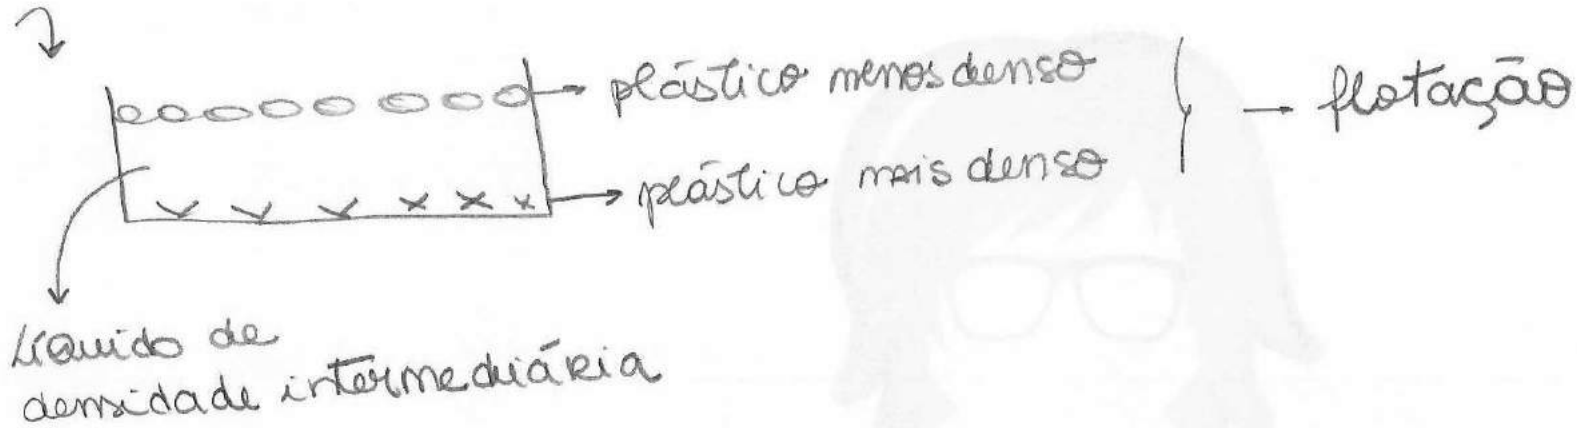 plástico menos denso
flotação
plástico mais denso
Líquido de
densidade intermediária